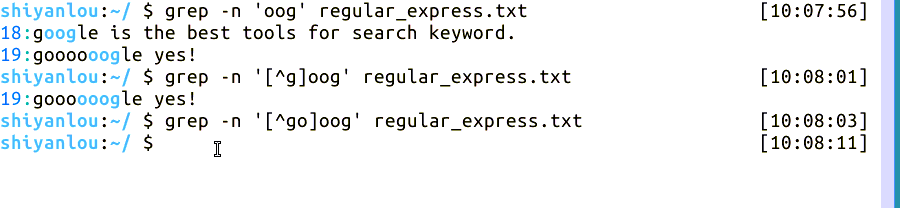 shiyanlou:~/ $ grep -n 'oog' regular_express.txt [10:07:56]
18:google is the best tools for search keyword.
19:goooooogle yes!
shiyanlou:~/ $ grep -n '[^g]oog' regular_express.txt [10:08:01]
19:goooooogle yes!
shiyanlou:~/ $ grep -n '[^go]oog' regular_express.txt [10:08:03]
shiyanlou:~/ $ [10:08:11]